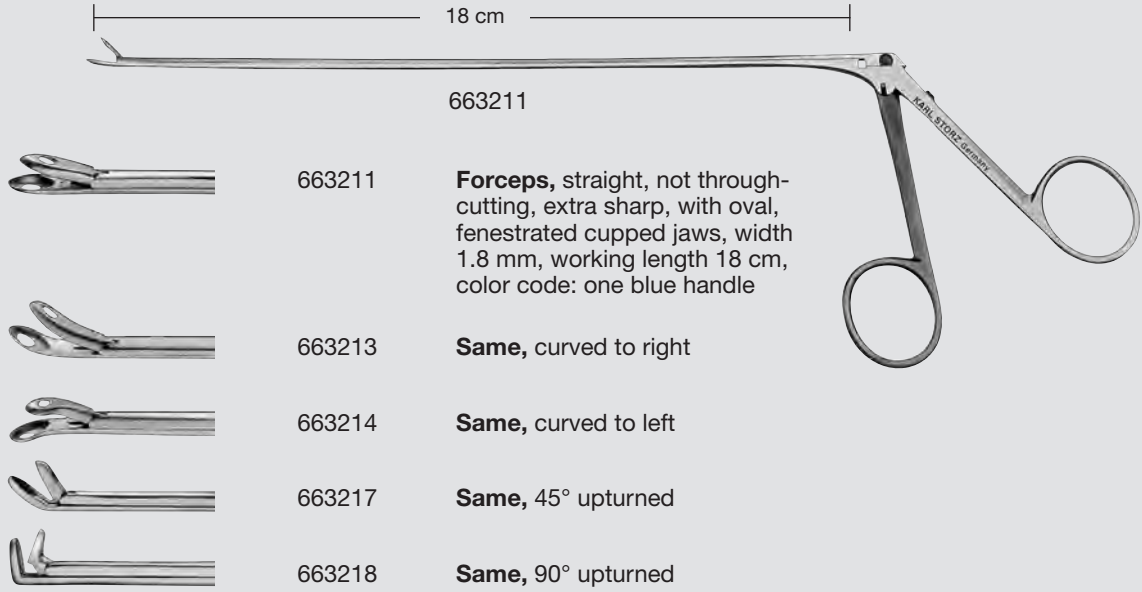 18 cm
663211
KARL STORZ Germany
663211 Forceps, straight, not through-
cutting, extra sharp, with oval,
fenestrated cupped jaws, width
1.8 mm, working length 18 cm,
color code: one blue handle
663213 Same, curved to right
663214 Same, curved to left
663217 Same, 45° upturned
663218 Same, 90° upturned